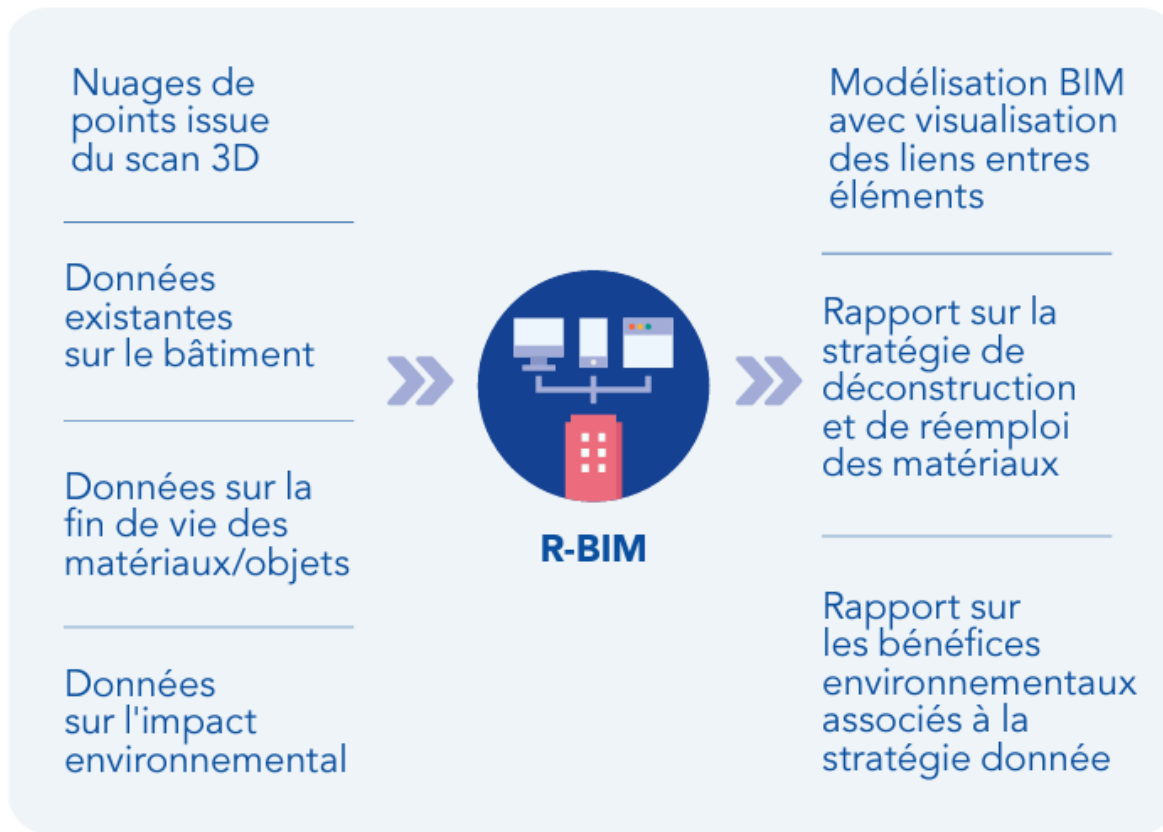 Nuages de
points issue
du scan 3D
Données
existantes
sur le bâtiment
Données sur la
fin de vie des
matériaux/objets
Données
sur l'impact
environnemental
R-BIM
Modélisation BIM
avec visualisation
des liens entres
éléments
Rapport sur la
stratégie de
déconstruction
et de réemploi
des matériaux
Rapport sur
les bénéfices
environnementaux
associés à la
stratégie donnée